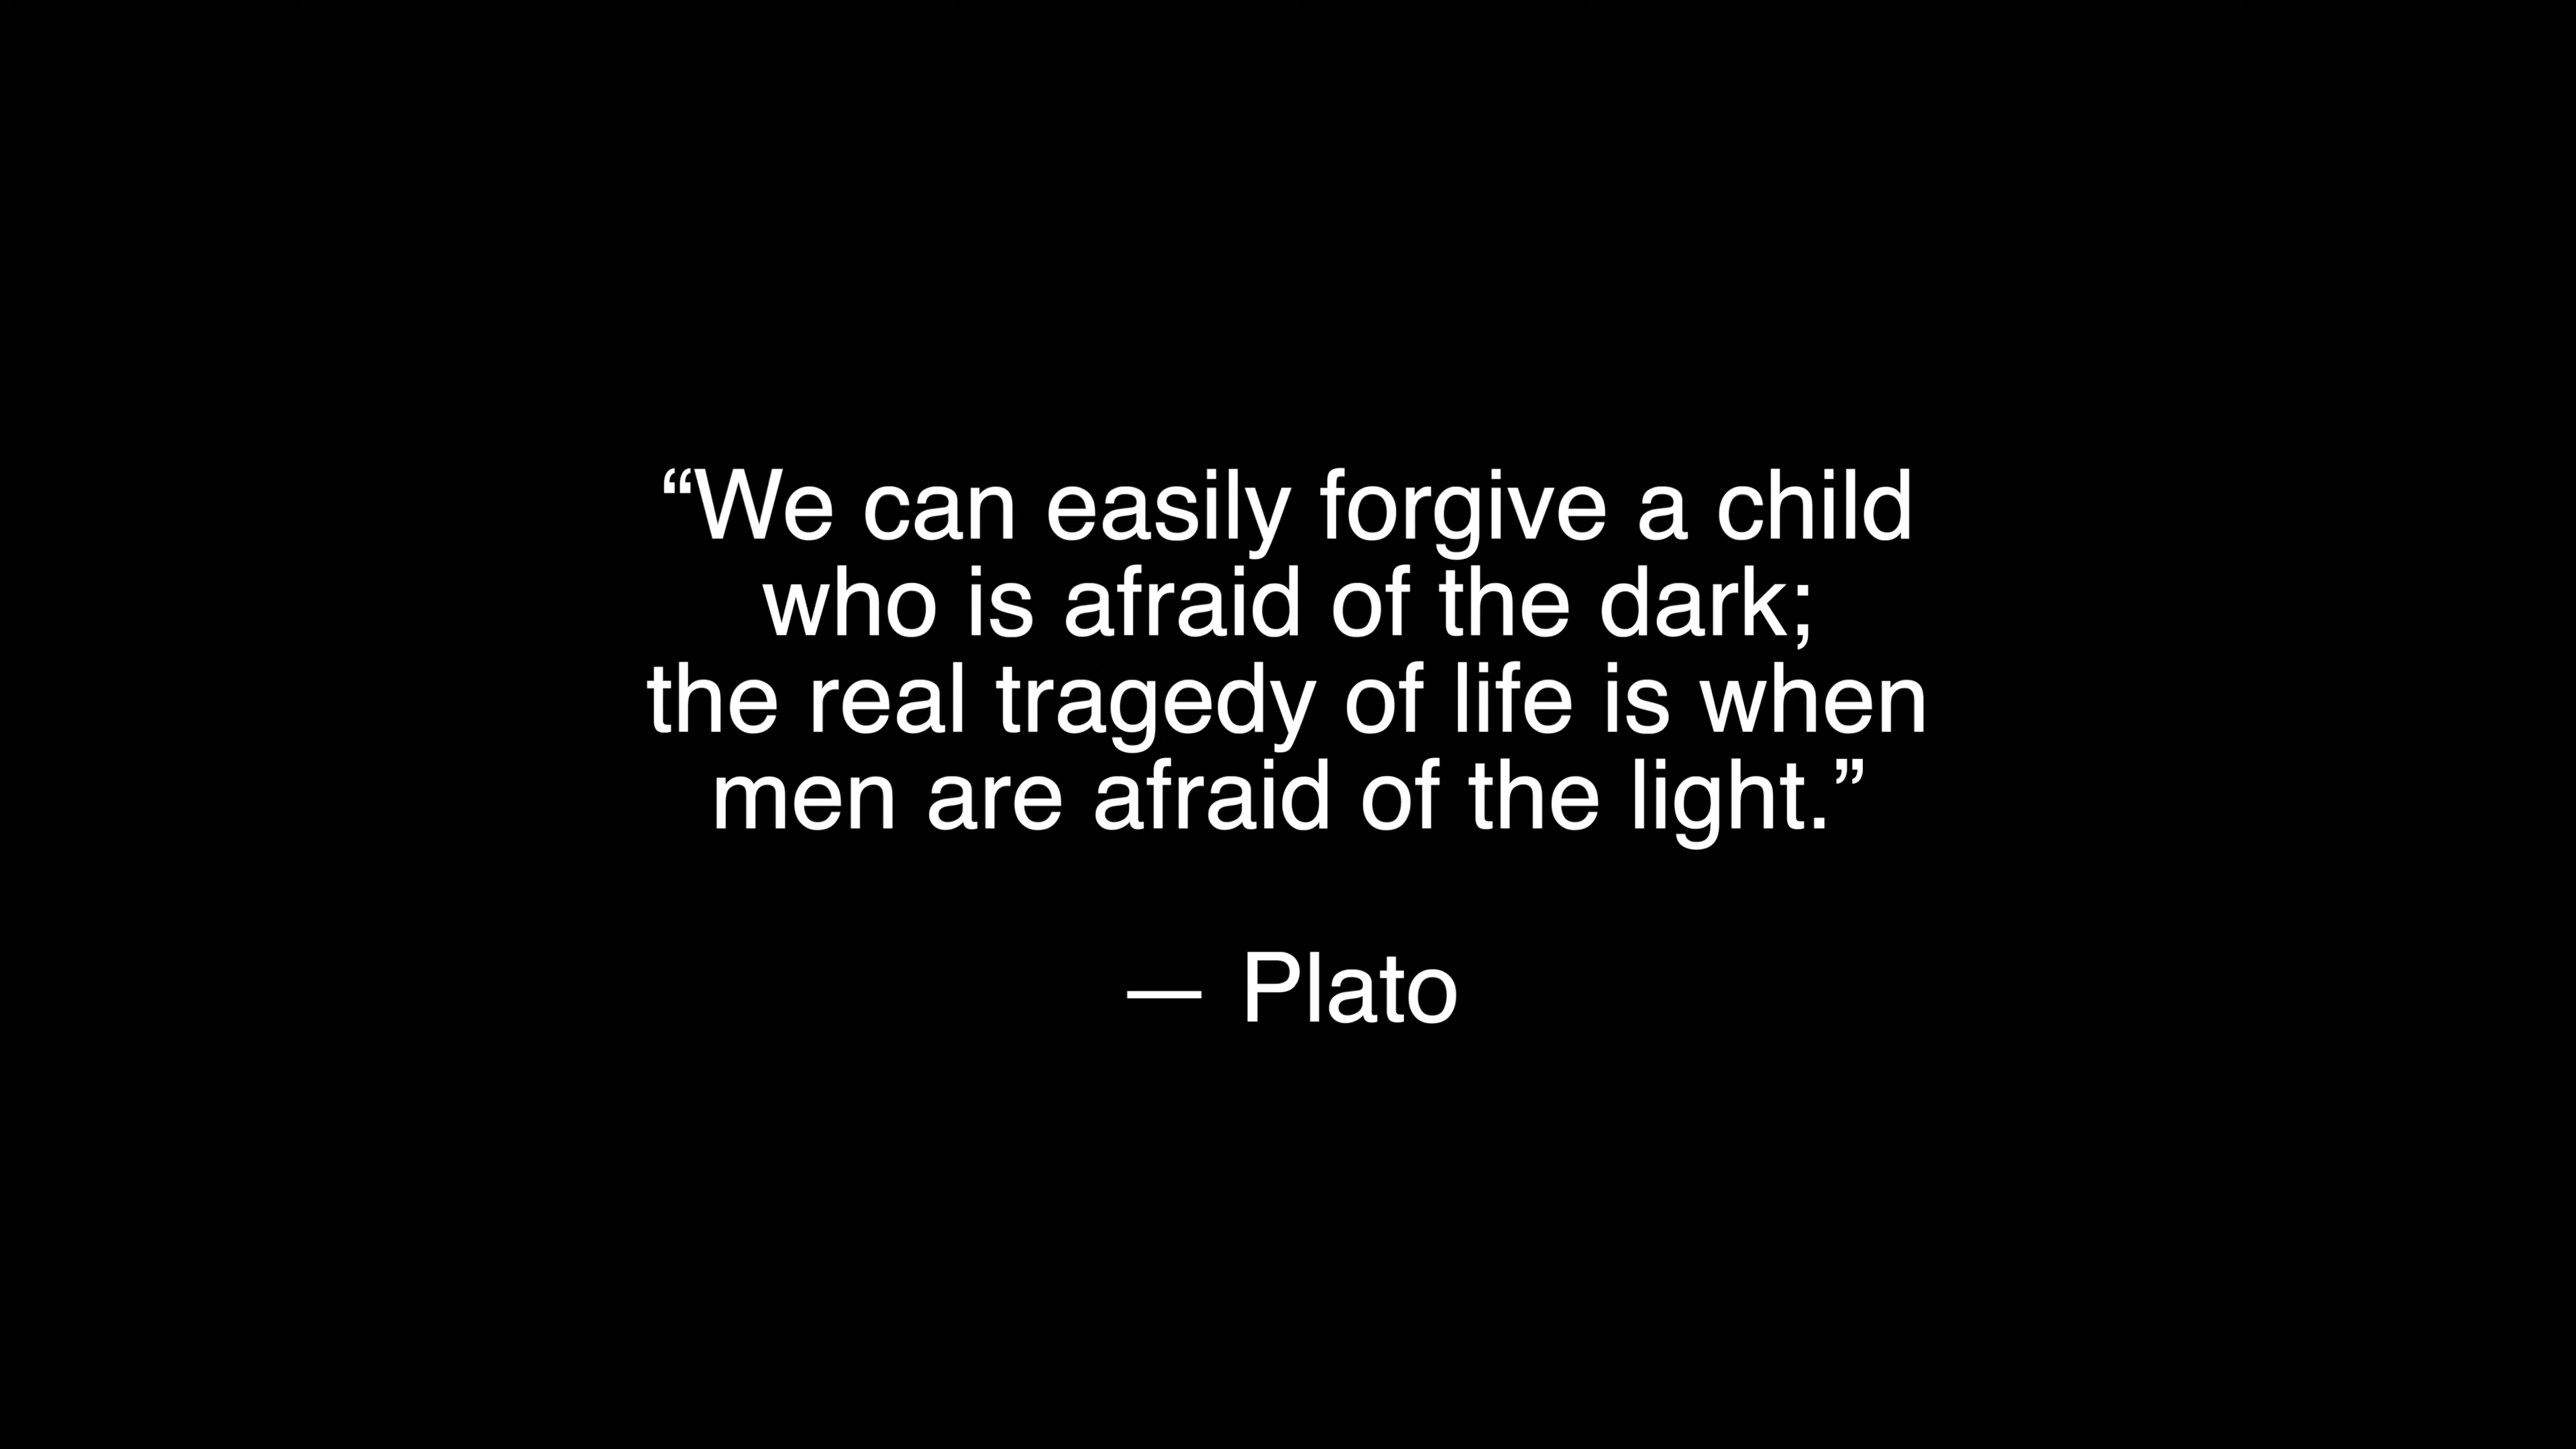 “We can easily forgive a child
who is afraid of the dark;
the real tragedy of life is when
men are afraid of the light.”
— Plato